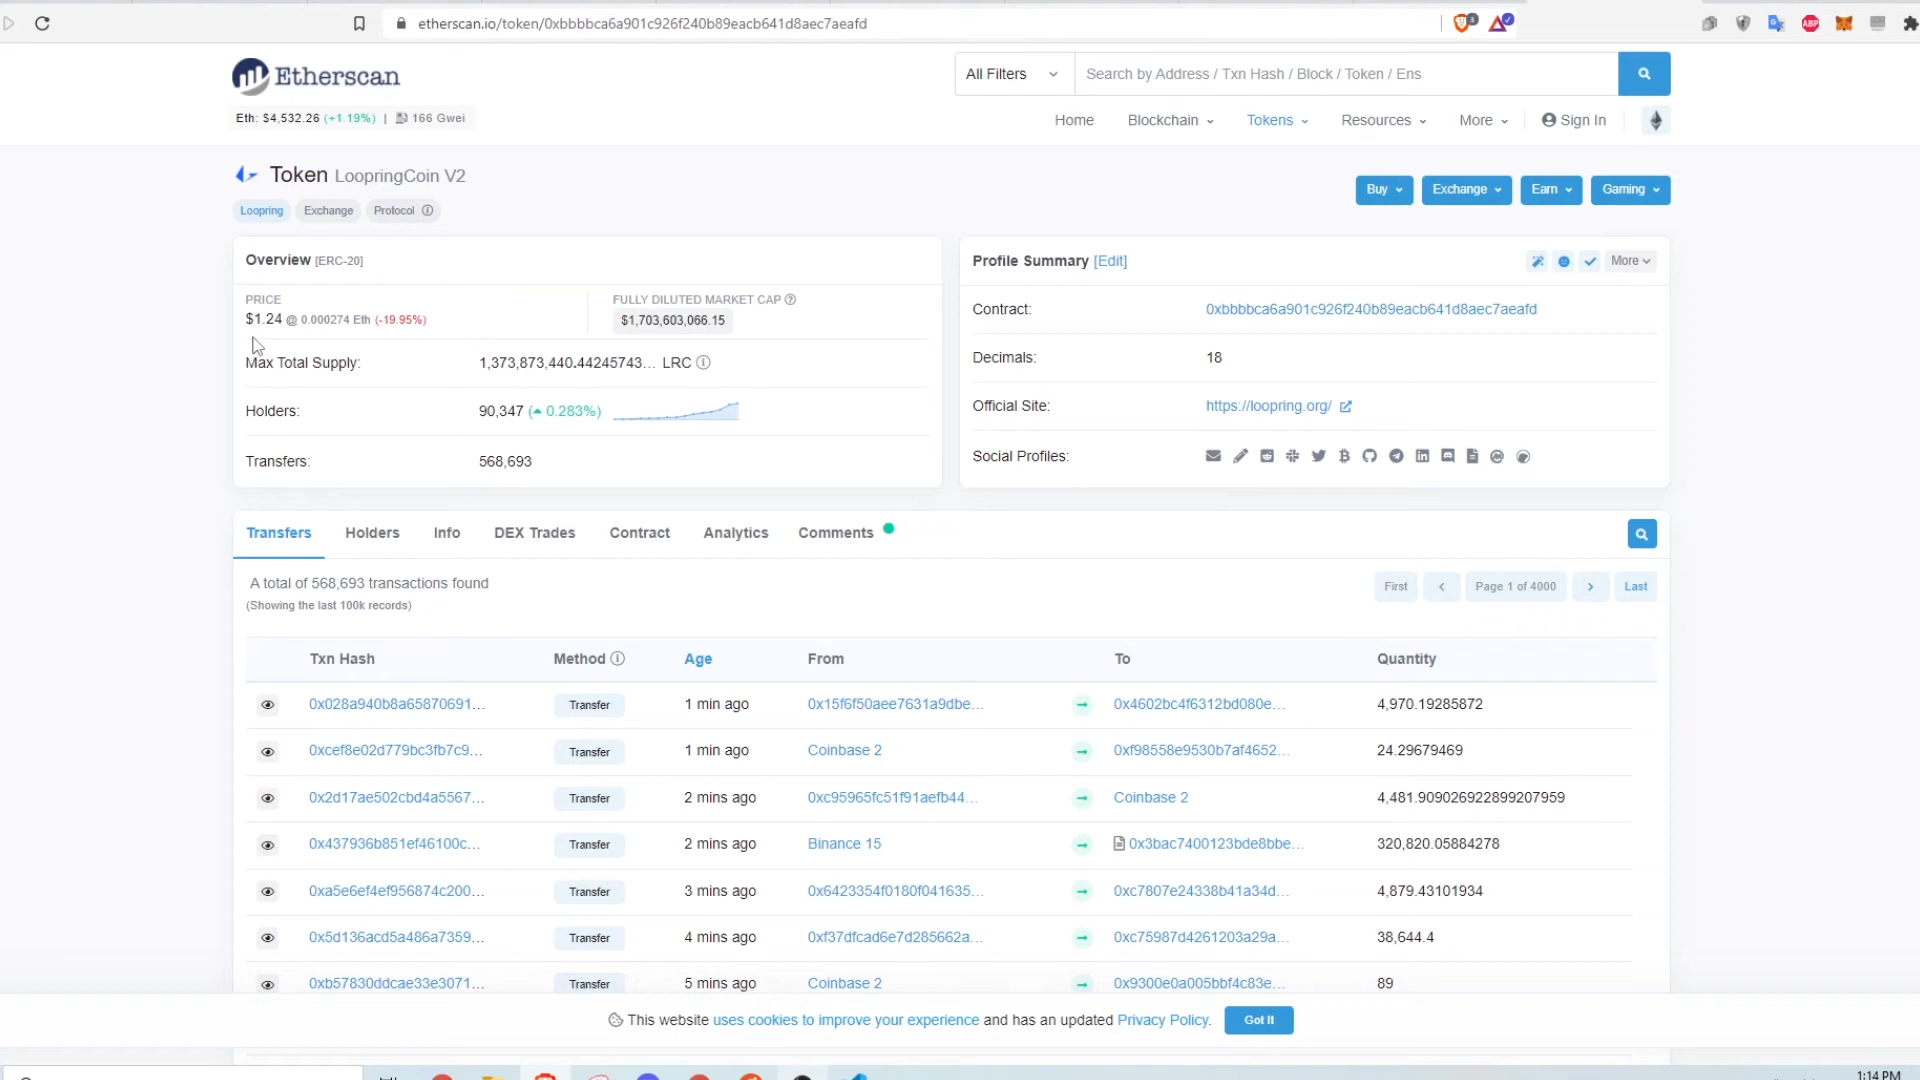 etherscan.io/token/0xbbbbca6a901c926f240b89eacb641d8aec7aeafd
3
ABP
Etherscan
All Filters
Search by Address / Txn Hash / Block / Token / Ens
Eth: $4,532.26 (+1.19%) | 166 Gwei
Home Blockchain Tokens Resources More Sign In
Token LoopringCoin V2
Loopring Exchange Protocol
Buy Exchange Earn Gaming
Overview [ERC-20]
PRICE
$1.24 @ 0.000274 Eth (-19.95%)
FULLY DILUTED MARKET CAP
$1,703,603,066.15
Max Total Supply: 1,373,873,440.44245743... LRC
Holders: 90,347 (0.283%)
Transfers: 568,693
Profile Summary [Edit]
More
Contract: 0xbbbbca6a901c926f240b89eacb641d8aec7aeafd
Decimals: 18
Official Site: https://loopring.org/
Social Profiles:
Transfers Holders Info DEX Trades Contract Analytics Comments
A total of 568,693 transactions found
(Showing the last 100k records)
First Page 1 of 4000 Last
Txn Hash Method Age From To Quantity
0x028a940b8a65870691... Transfer 1 min ago 0x15f6f50aee7631a9dbe... 0x4602bc4f6312bd080e... 4,970.19285872
0xcef8e02d779bc3fb7c9... Transfer 1 min ago Coinbase 2 0xf98558e9530b7af4652... 24.29679469
0x2d17ae502cbd4a5567... Transfer 2 mins ago 0xc95965fc51f91aefb44... Coinbase 2 4,481.909026922899207959
0x437936b851ef46100c... Transfer 2 mins ago Binance 15 0x3bac7400123bde8bbe... 320,820.05884278
0xa5e6ef4ef956874c200... Transfer 3 mins ago 0x6423354f0180f041635... 0xc7807e24338b41a34d... 4,879.43101934
0x5d136acd5a486a7359... Transfer 4 mins ago 0xf37dfcad6e7d285662a... 0xc75987d4261203a29a... 38,644.4
0xb57830ddcae33e3071... Transfer 5 mins ago Coinbase 2 0x9300e0a005bbf4c83e... 89
This website uses cookies to improve your experience and has an updated Privacy Policy.
Got It
1:14 PM